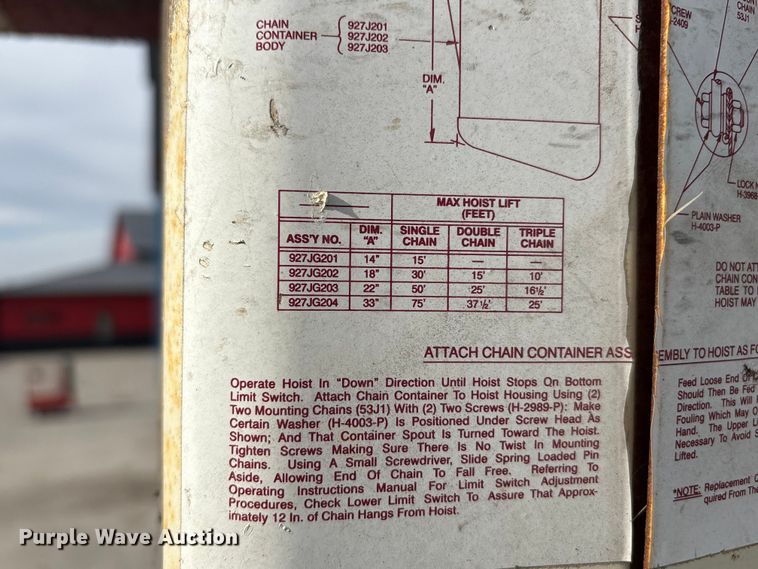 CHAIN CONTAINER BODY
927J201
927J202
927J203
DIM.
"A"
CREW
-2409
CHAIN
53J1
LOCK
H-3968
PLAIN WASHER
H-4003-P
MAX HOIST LIFT
(FEET)
ASS'Y NO. DIM. "A" SINGLE CHAIN DOUBLE CHAIN TRIPLE CHAIN
927JG201 14" 15' — —
927JG202 18" 30' 15' 10'
927JG203 22" 50' 25' 16½'
927JG204 33" 75' 37½' 25'
DO NOT ATT
CHAIN CON
TABLE TO
HOIST MAY
ATTACH CHAIN CONTAINER ASS EMBLY TO HOIST AS FO
Operate Hoist In "Down" Direction Until Hoist Stops On Bottom
Limit Switch. Attach Chain Container To Hoist Housing Using (2)
Two Mounting Chains (53J1) With (2) Two Screws (H-2989-P): Make
Certain Washer (H-4003-P) Is Positioned Under Screw Head As
Shown; And That Container Spout Is Turned Toward The Hoist.
Tighten Screws Making Sure There Is No Twist In Mounting
Chains. Using A Small Screwdriver, Slide Spring Loaded Pin
Aside, Allowing End Of Chain To Fall Free. Referring To
Operating Instructions Manual For Limit Switch Adjustment
Procedures, Check Lower Limit Switch To Assure That Approx-
imately 12 In. of Chain Hangs From Hoist.
Feed Loose End
Should Then Be Fed
Direction. This Will
Fouling Which May O
Hand. The Upper Li
Necessary To Avoid S
Lifted.
*NOTE: Replacement C
quired From The
Purple Wave Auction